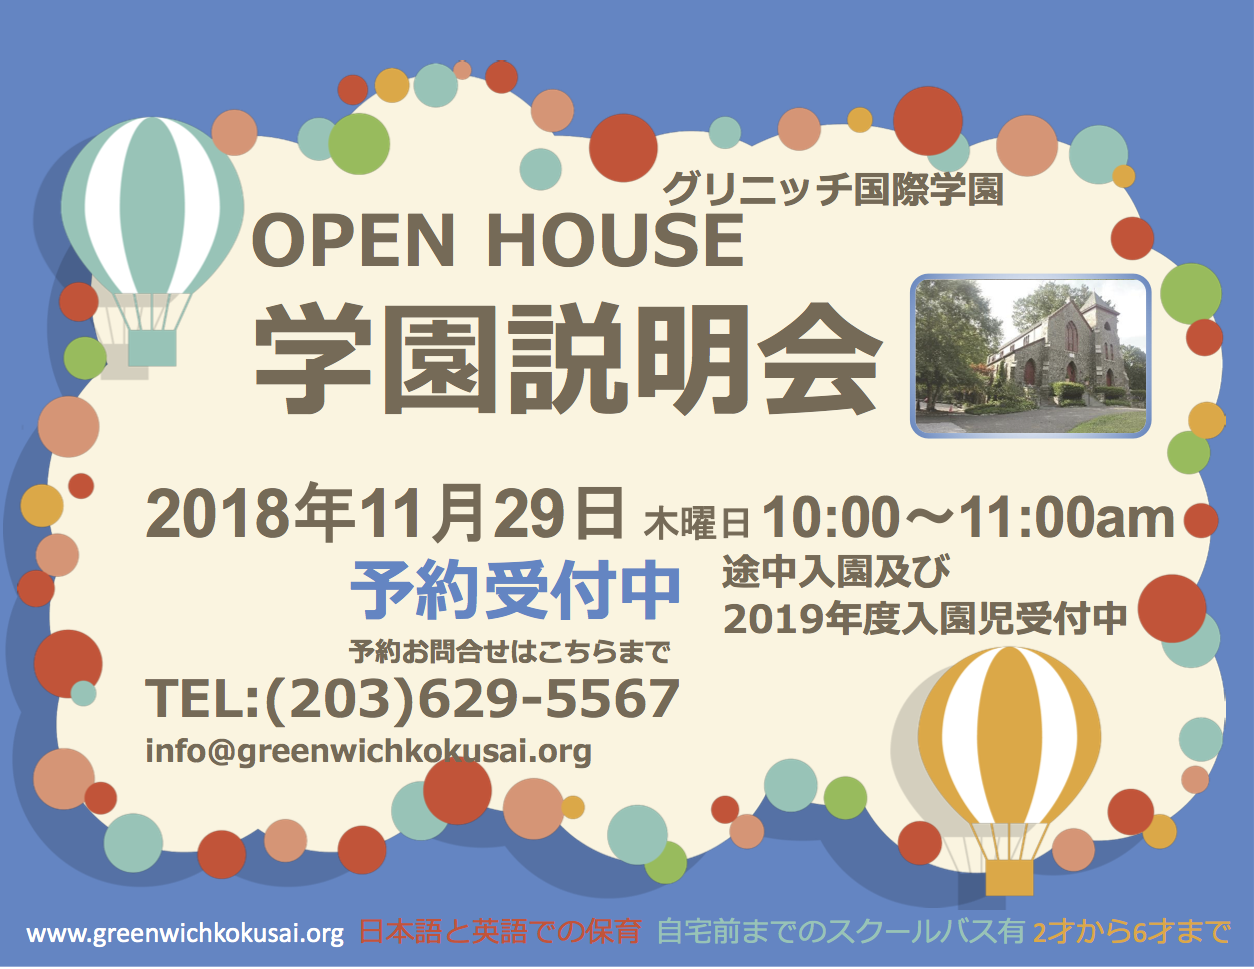 グリニッチ国際学園
OPEN HOUSE
学園説明会
2018年11月29日 木曜日 10:00～11:00am
予約受付中
途中入園及び
2019年度入園児受付中
予約お問合せはこちらまで
TEL:(203)629-5567
info@greenwichkokusai.org
www.greenwichkokusai.org 日本語と英語での保育 自宅前までのスクールバス有 2才から6才まで